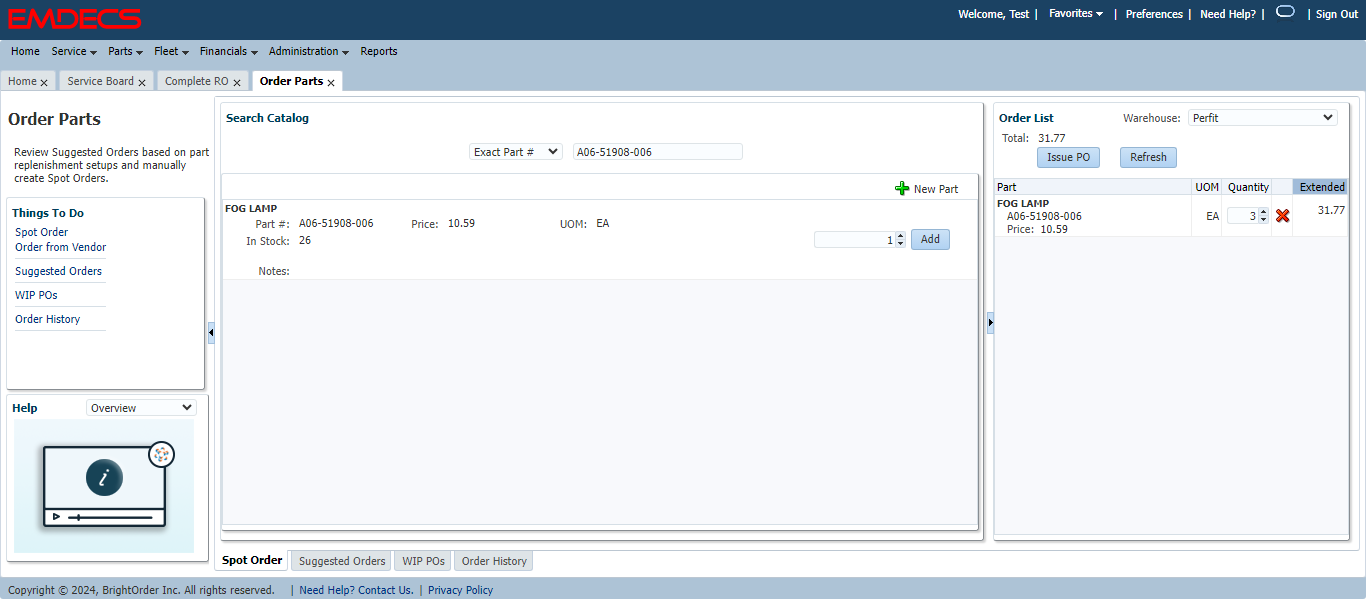 EMDECS
Welcome, Test | Favorites | Preferences | Need Help? | | Sign Out
Home Service Parts Fleet Financials Administration Reports
Home x Service Board x Complete RO x Order Parts x
Order Parts
Review Suggested Orders based on part
replenishment setups and manually
create Spot Orders.
Things To Do
Spot Order
Order from Vendor
Suggested Orders
WIP POs
Order History
Help Overview
i
Search Catalog
Exact Part # A06-51908-006
New Part
FOG LAMP
Part #: A06-51908-006 Price: 10.59 UOM: EA
In Stock: 26
1 Add
Notes:
Order List Warehouse: Perfit
Total: 31.77
Issue PO Refresh
Part UOM Quantity Extended
FOG LAMP
A06-51908-006 EA 3 31.77
Price: 10.59
Spot Order Suggested Orders WIP POs Order History
Copyright © 2024, BrightOrder Inc. All rights reserved. | Need Help? Contact Us. | Privacy Policy